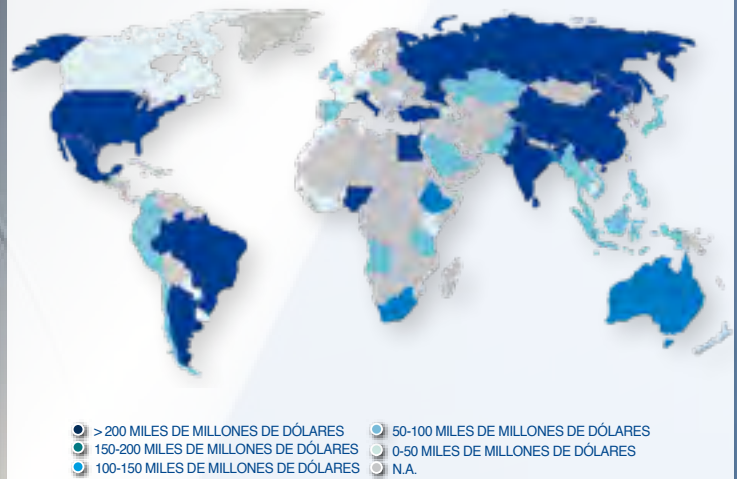 > 200 MILES DE MILLONES DE DÓLARES
150-200 MILES DE MILLONES DE DÓLARES
100-150 MILES DE MILLONES DE DÓLARES
50-100 MILES DE MILLONES DE DÓLARES
0-50 MILES DE MILLONES DE DÓLARES
N.A.